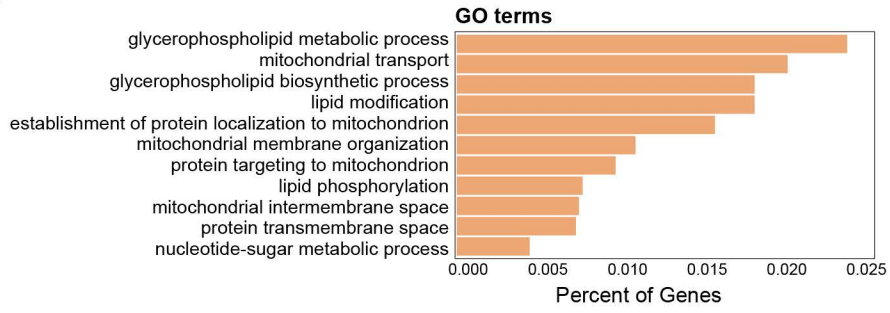 GO terms
glycerophospholipid metabolic process
mitochondrial transport
glycerophospholipid biosynthetic process
lipid modification
establishment of protein localization to mitochondrion
mitochondrial membrane organization
protein targeting to mitochondrion
lipid phosphorylation
mitochondrial intermembrane space
protein transmembrane space
nucleotide-sugar metabolic process
0.000 0.005 0.010 0.015 0.020 0.025
Percent of Genes